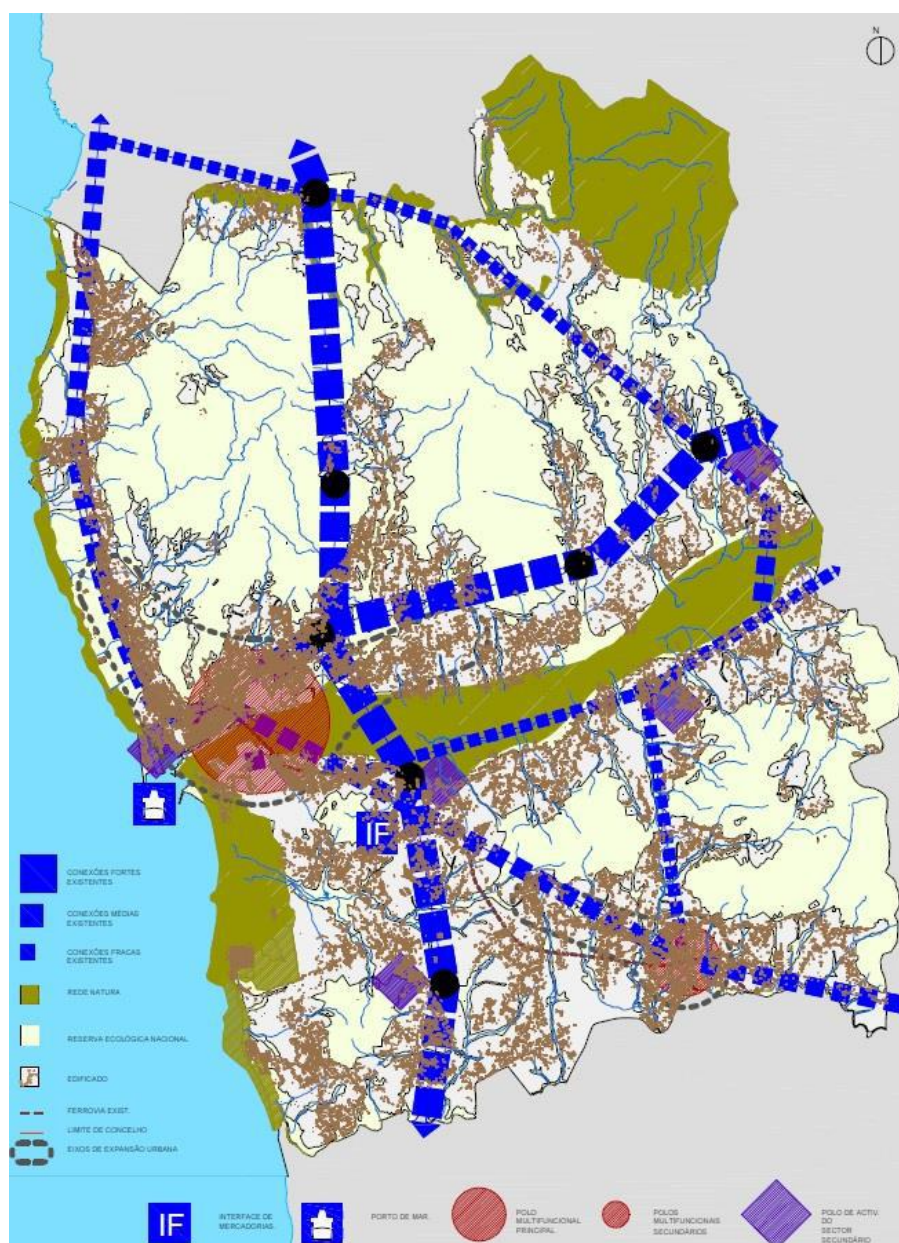 N
IF
CONEXÕES FORTES
EXISTENTES
CONEXÕES MÉDIAS
EXISTENTES
CONEXÕES FRACAS
EXISTENTES
REDE NATURA
RESERVA ECOLÓGICA NACIONAL
EDIFICADO
FERROVIA EXIST.
LIMITE DE CONCELHO
EIXOS DE EXPANSÃO URBANA
IF
INTERFACE DE
MERCADORIAS.
PORTO DE MAR.
POLO
MULTIFUNCIONAL
PRINCIPAL.
POLOS
MULTIFUNCIONAIS
SECUNDÁRIOS
POLO DE ACTIV.
DO
SECTOR
SECUNDÁRIO